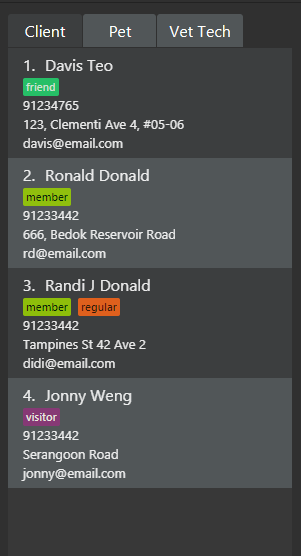 Client Pet Vet Tech
1. Davis Teo
friend
91234765
123, Clementi Ave 4, #05-06
davis@email.com
2. Ronald Donald
member
91233442
666, Bedok Reservoir Road
rd@email.com
3. Randi J Donald
member regular
91233442
Tampines St 42 Ave 2
didi@email.com
4. Jonny Weng
visitor
91233442
Serangoon Road
jonny@email.com